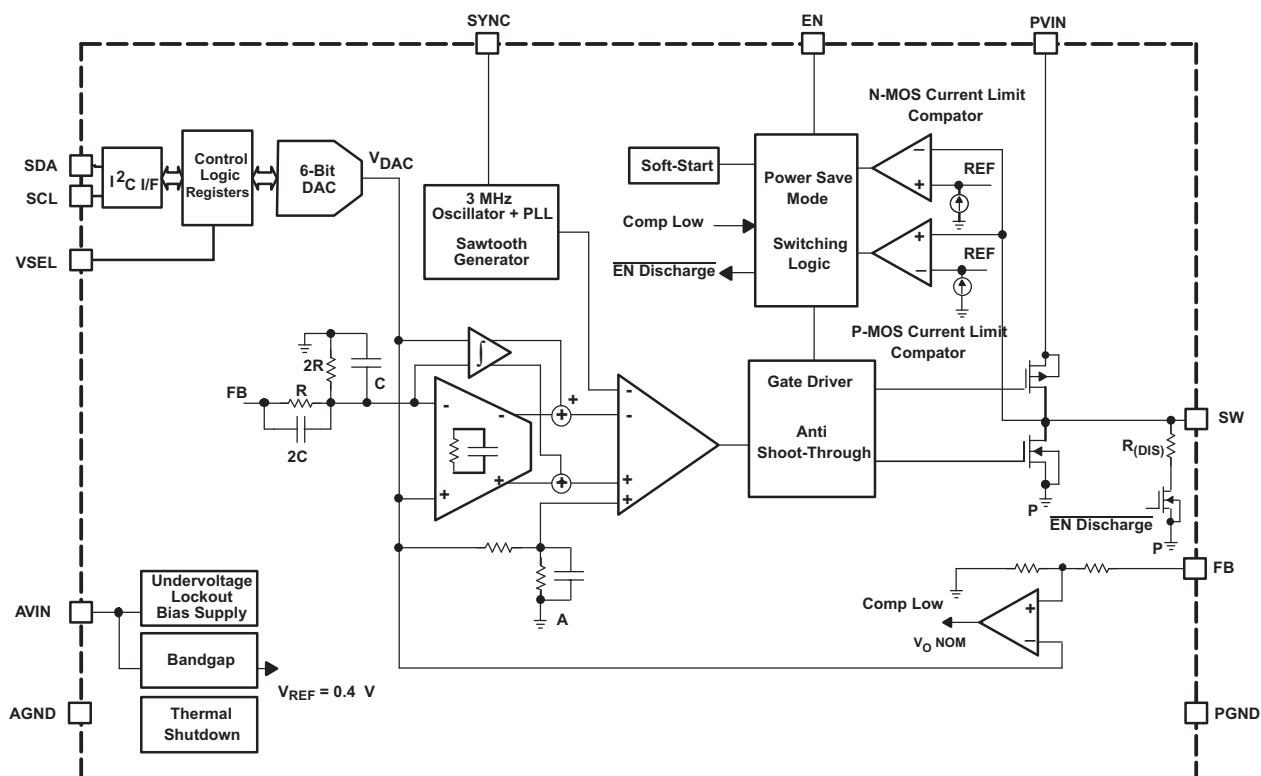 SYNC
EN
PVIN
N-MOS Current Limit
Compator
SDA
SCL
I2C I/F
Control
Logic
Registers
6-Bit
DAC
VDAC
Soft-Start
Power Save
Mode
Switching
Logic
−
+
REF
3 MHz
Oscillator + PLL
Sawtooth
Generator
Comp Low
+
−
REF
VSEL
EN Discharge
P-MOS Current Limit
Compator
2R
C
∫
FB
R
2C
-
-
+
+
-
-
Gate Driver
Anti
Shoot-Through
SW
R(DIS)
+
+
+
+
+
P
EN Discharge
P
A
FB
Undervoltage
Lockout
Bias Supply
AVIN
Comp Low
VO NOM
+
−
Bandgap
VREF = 0.4 V
AGND
Thermal
Shutdown
PGND